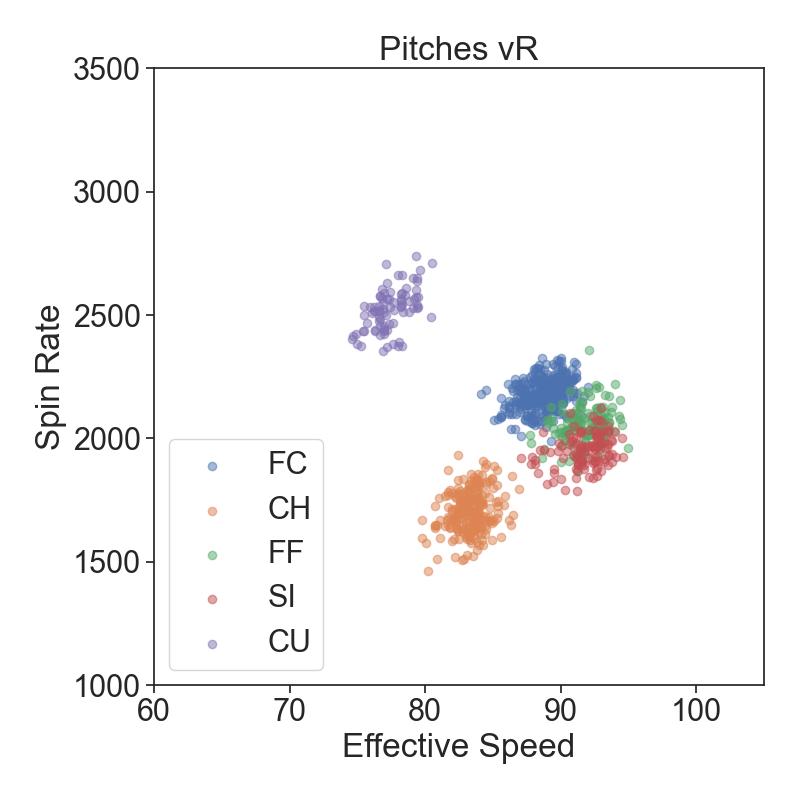 Pitches vR
3500
3000
2500
2000
1500
1000
Spin Rate
FC
CH
FF
SI
CU
60 70 80 90 100
Effective Speed